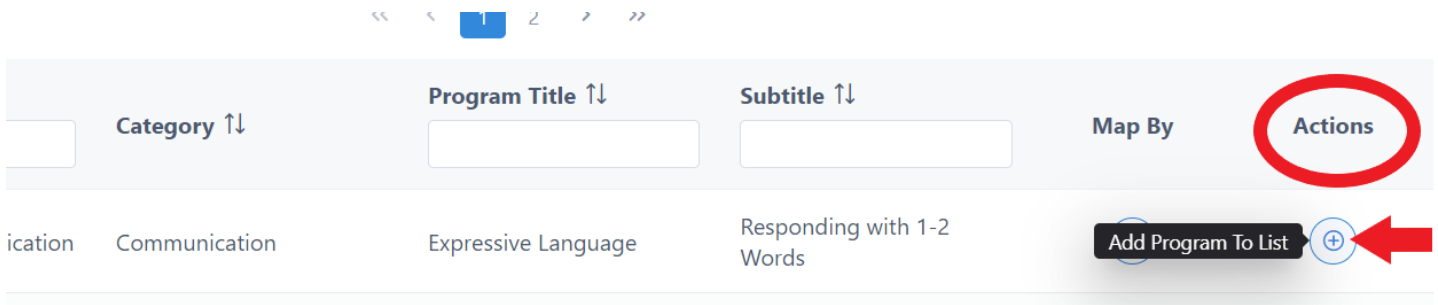 « ‹ 1 2 › »
Program Title ↑↓ Subtitle ↑↓
Category ↑↓ Map By Actions
Responding with 1-2
ication Communication Expressive Language Add Program To List
Words